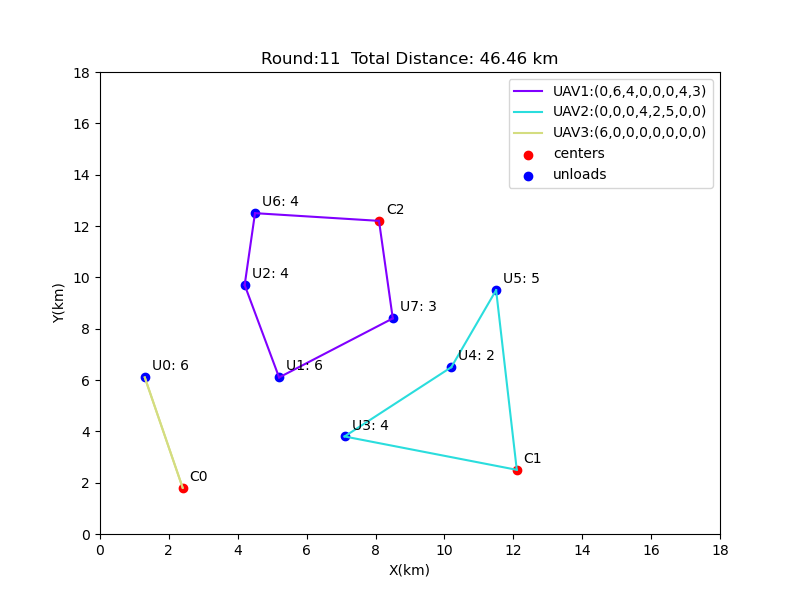 Round:11  Total Distance: 46.46 km
UAV1:(0,6,4,0,0,0,4,3)
UAV2:(0,0,0,4,2,5,0,0)
UAV3:(6,0,0,0,0,0,0,0)
centers
unloads
18
16
14
12
10
8
6
4
2
0
Y(km)
U6: 4
C2
U2: 4
U5: 5
U7: 3
U4: 2
U0: 6
U1: 6
U3: 4
C1
C0
0 2 4 6 8 10 12 14 16 18
X(km)